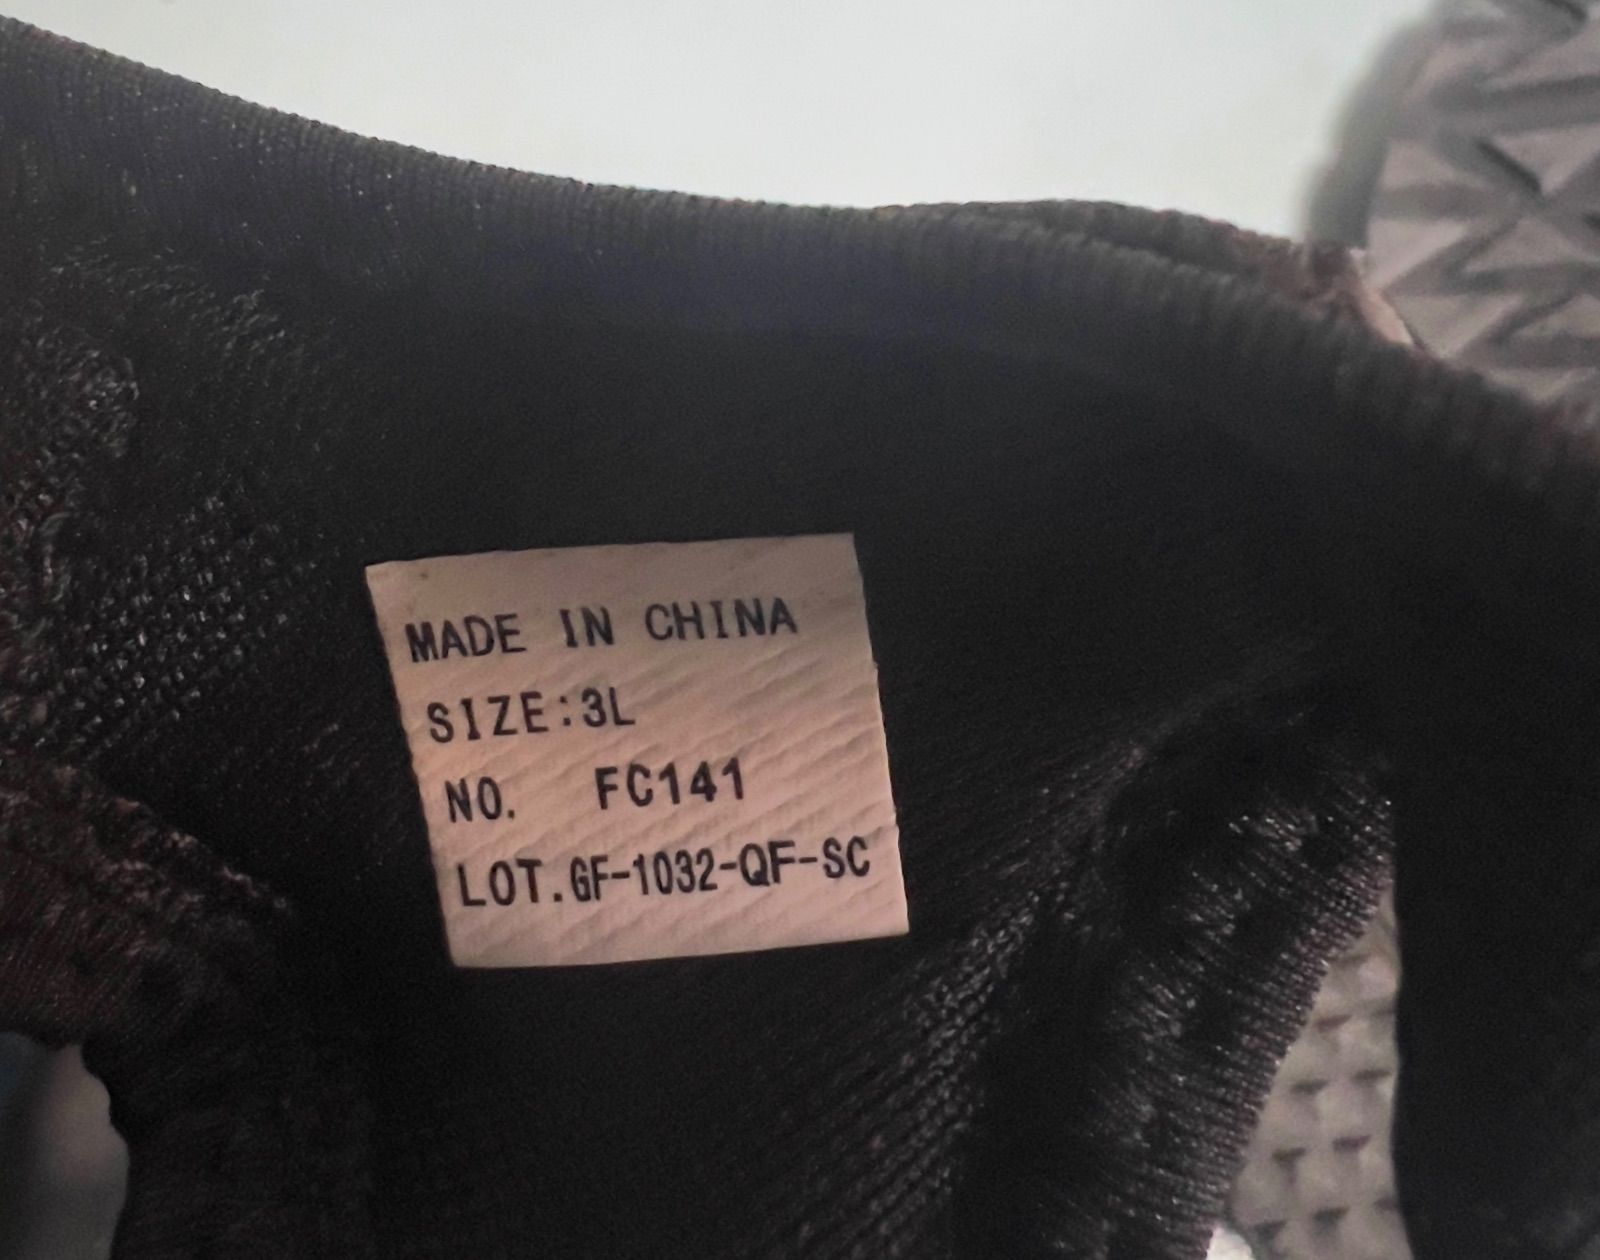 MADE IN CHINA
SIZE:3L
NO. FC141
LOT.GF-1032-QF-SC